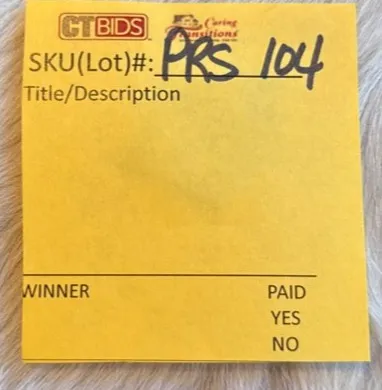 CTBIDS Caring Transitions
SKU(Lot)#: PRS 104
Title/Description
WINNER PAID
YES
NO